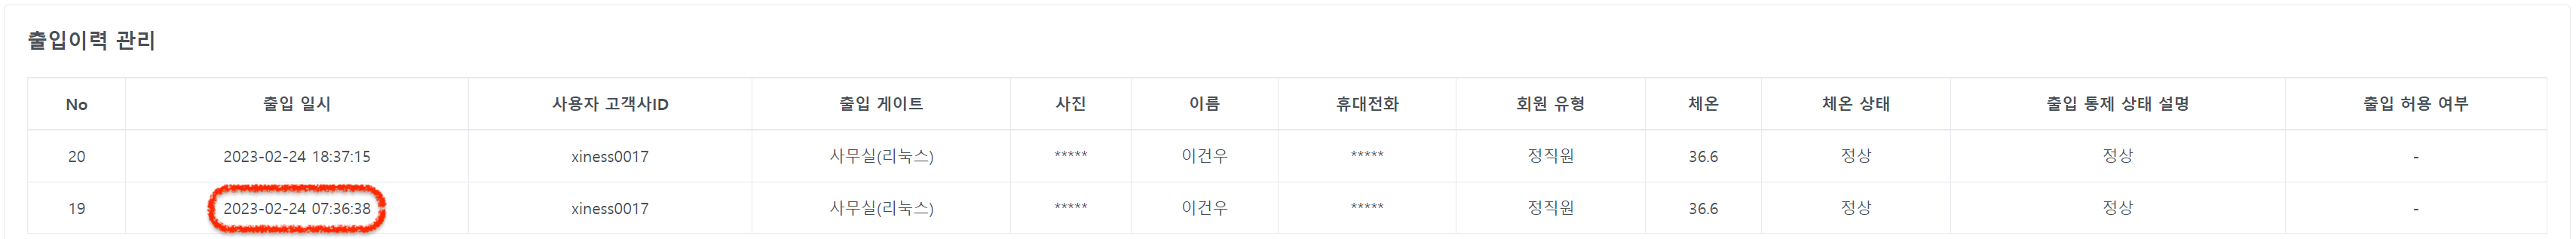 출입이력 관리
No 출입 일시 사용자 고객사ID 출입 게이트 사진 이름 휴대전화 회원 유형 체온 체온 상태 출입 통제 상태 설명 출입 허용 여부
20 2023-02-24 18:37:15 xiness0017 사무실(리눅스) ***** 이건우 ***** 정직원 36.6 정상 정상 -
19 2023-02-24 07:36:38 xiness0017 사무실(리눅스) ***** 이건우 ***** 정직원 36.6 정상 정상 -